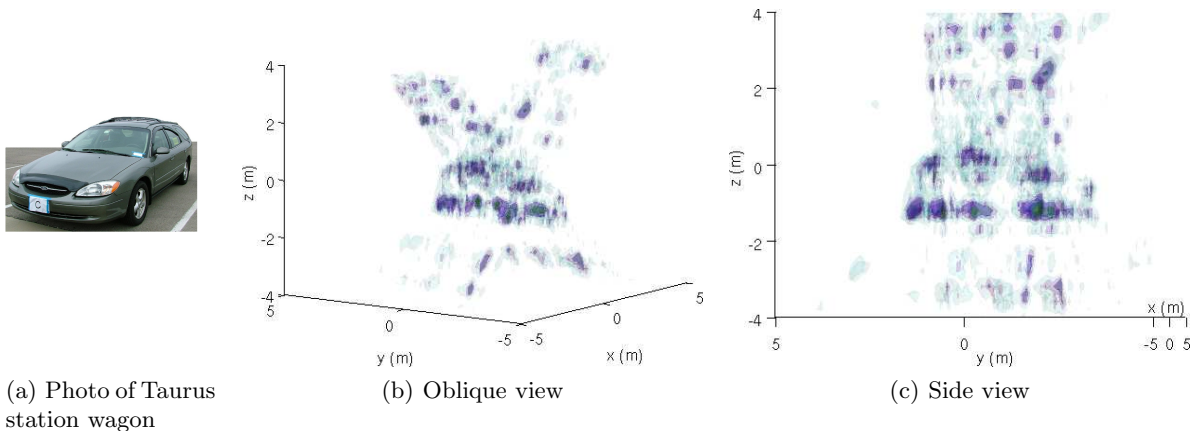 4
2
0
-2
-4
z (m)
5
0
-5
y (m)
-5
0
5
x (m)
4
2
0
-2
-4
z (m)
5
0
-5 0 5
y (m)
x (m)
C
(a) Photo of Taurus
station wagon
(b) Oblique view
(c) Side view